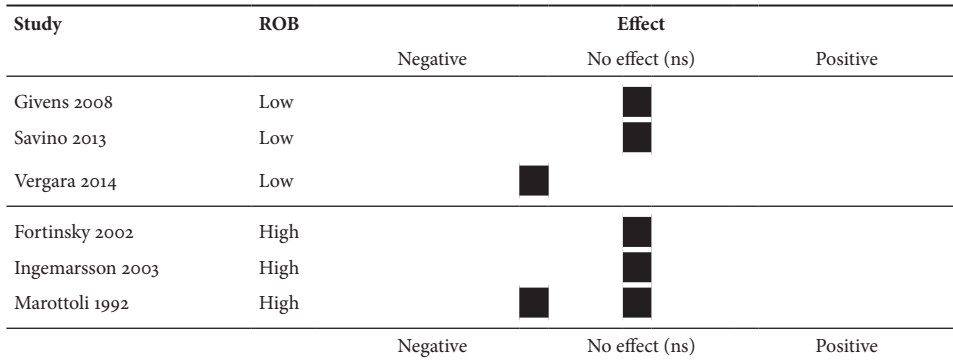 Study ROB Effect
Negative No effect (ns) Positive
Givens 2008 Low
Savino 2013 Low
Vergara 2014 Low
Fortinsky 2002 High
Ingemarsson 2003 High
Marottoli 1992 High
Negative No effect (ns) Positive